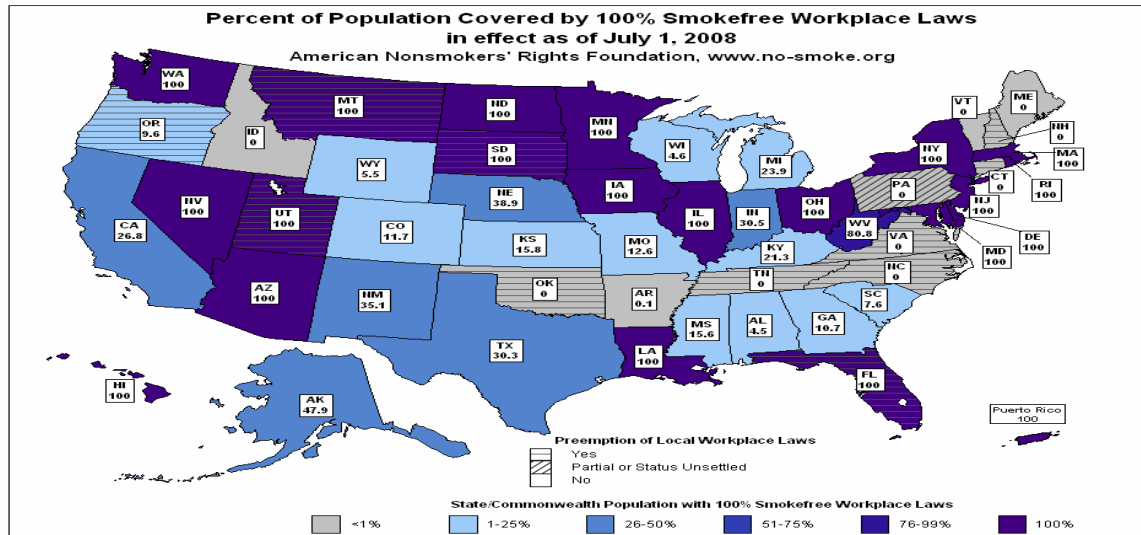 Percent of Population Covered by 100% Smokefree Workplace Laws
in effect as of July 1, 2008
American Nonsmokers' Rights Foundation, www.no-smoke.org
WA
100
OR
9.6
ID
0
MT
100
ND
100
MN
100
WI
4.6
MI
23.9
VT
0
ME
0
NH
0
NY
100
MA
100
CT
0
RI
100
SD
100
WY
5.5
NE
38.9
IA
100
IL
100
IN
30.5
OH
100
PA
0
NJ
100
DE
100
MD
100
WV
80.8
VA
0
CA
26.8
NV
100
UT
100
CO
11.7
KS
15.8
MO
12.6
KY
21.3
NC
0
TN
0
AZ
100
NM
35.1
OK
0
AR
0.1
SC
7.6
MS
15.6
AL
4.5
GA
10.7
TX
30.3
LA
100
FL
100
HI
100
AK
47.9
Puerto Rico
100
Preemption of Local Workplace Laws
Yes
Partial or Status Unsettled
No
State/Commonwealth Population with 100% Smokefree Workplace Laws
<1% 1-25% 26-50% 51-75% 76-99% 100%